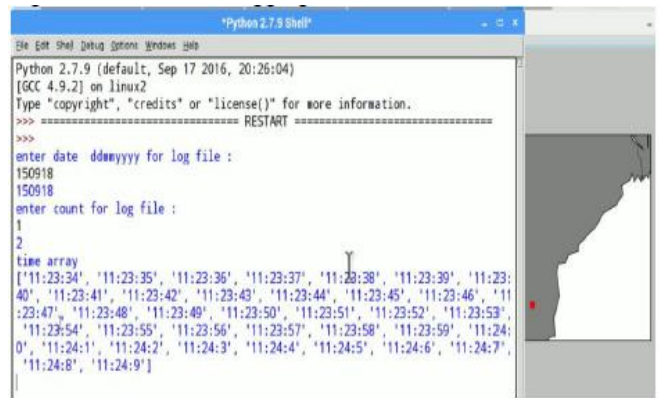 *Python 2.7.9 Shell*
File Edit Shell Debug Options Windows Help
Python 2.7.9 (default, Sep 17 2016, 20:26:04)
[GCC 4.9.2] on linux2
Type "copyright", "credits" or "license()" for more information.
>>> ================================ RESTART ================================
>>>
enter date ddmmyyyy for log file :
150918
150918
enter count for log file :
1
2
time array
['11:23:34', '11:23:35', '11:23:36', '11:23:37', '11:23:38', '11:23:39', '11:23:
40', '11:23:41', '11:23:42', '11:23:43', '11:23:44', '11:23:45', '11:23:46', '11
:23:47', '11:23:48', '11:23:49', '11:23:50', '11:23:51', '11:23:52', '11:23:53',
'11:23:54', '11:23:55', '11:23:56', '11:23:57', '11:23:58', '11:23:59', '11:24:
0', '11:24:1', '11:24:2', '11:24:3', '11:24:4', '11:24:5', '11:24:6', '11:24:7',
'11:24:8', '11:24:9']